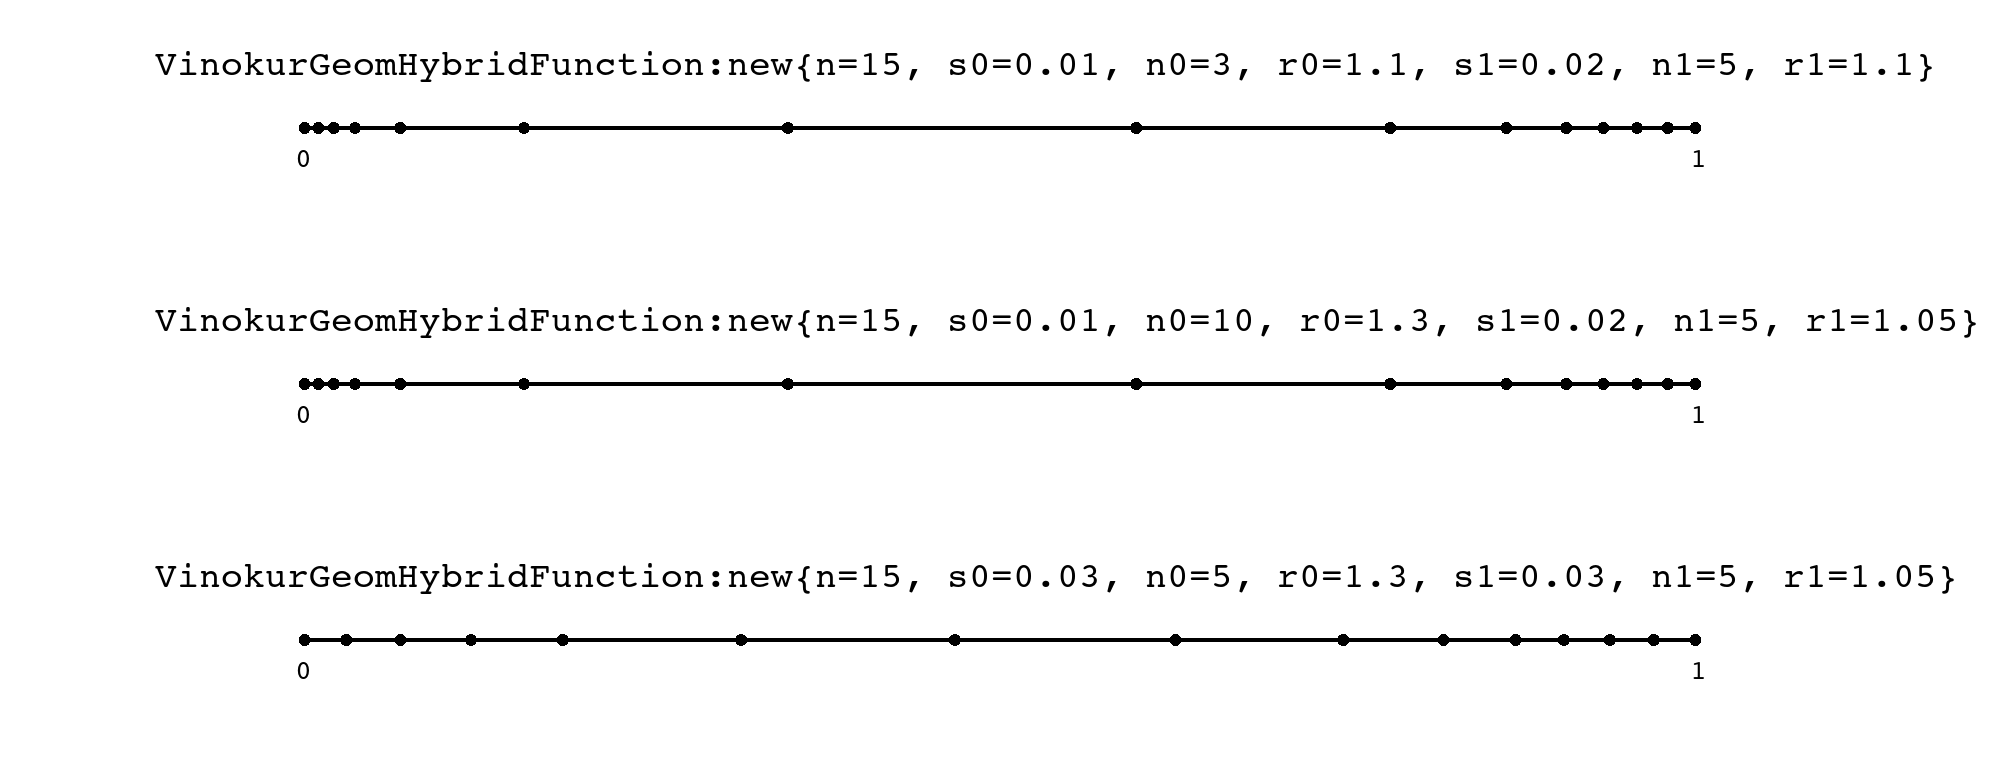 VinokurGeomHybridFunction:new{n=15, s0=0.01, n0=3, r0=1.1, s1=0.02, n1=5, r1=1.1}
0 1
VinokurGeomHybridFunction:new{n=15, s0=0.01, n0=10, r0=1.3, s1=0.02, n1=5, r1=1.05}
0 1
VinokurGeomHybridFunction:new{n=15, s0=0.03, n0=5, r0=1.3, s1=0.03, n1=5, r1=1.05}
0 1